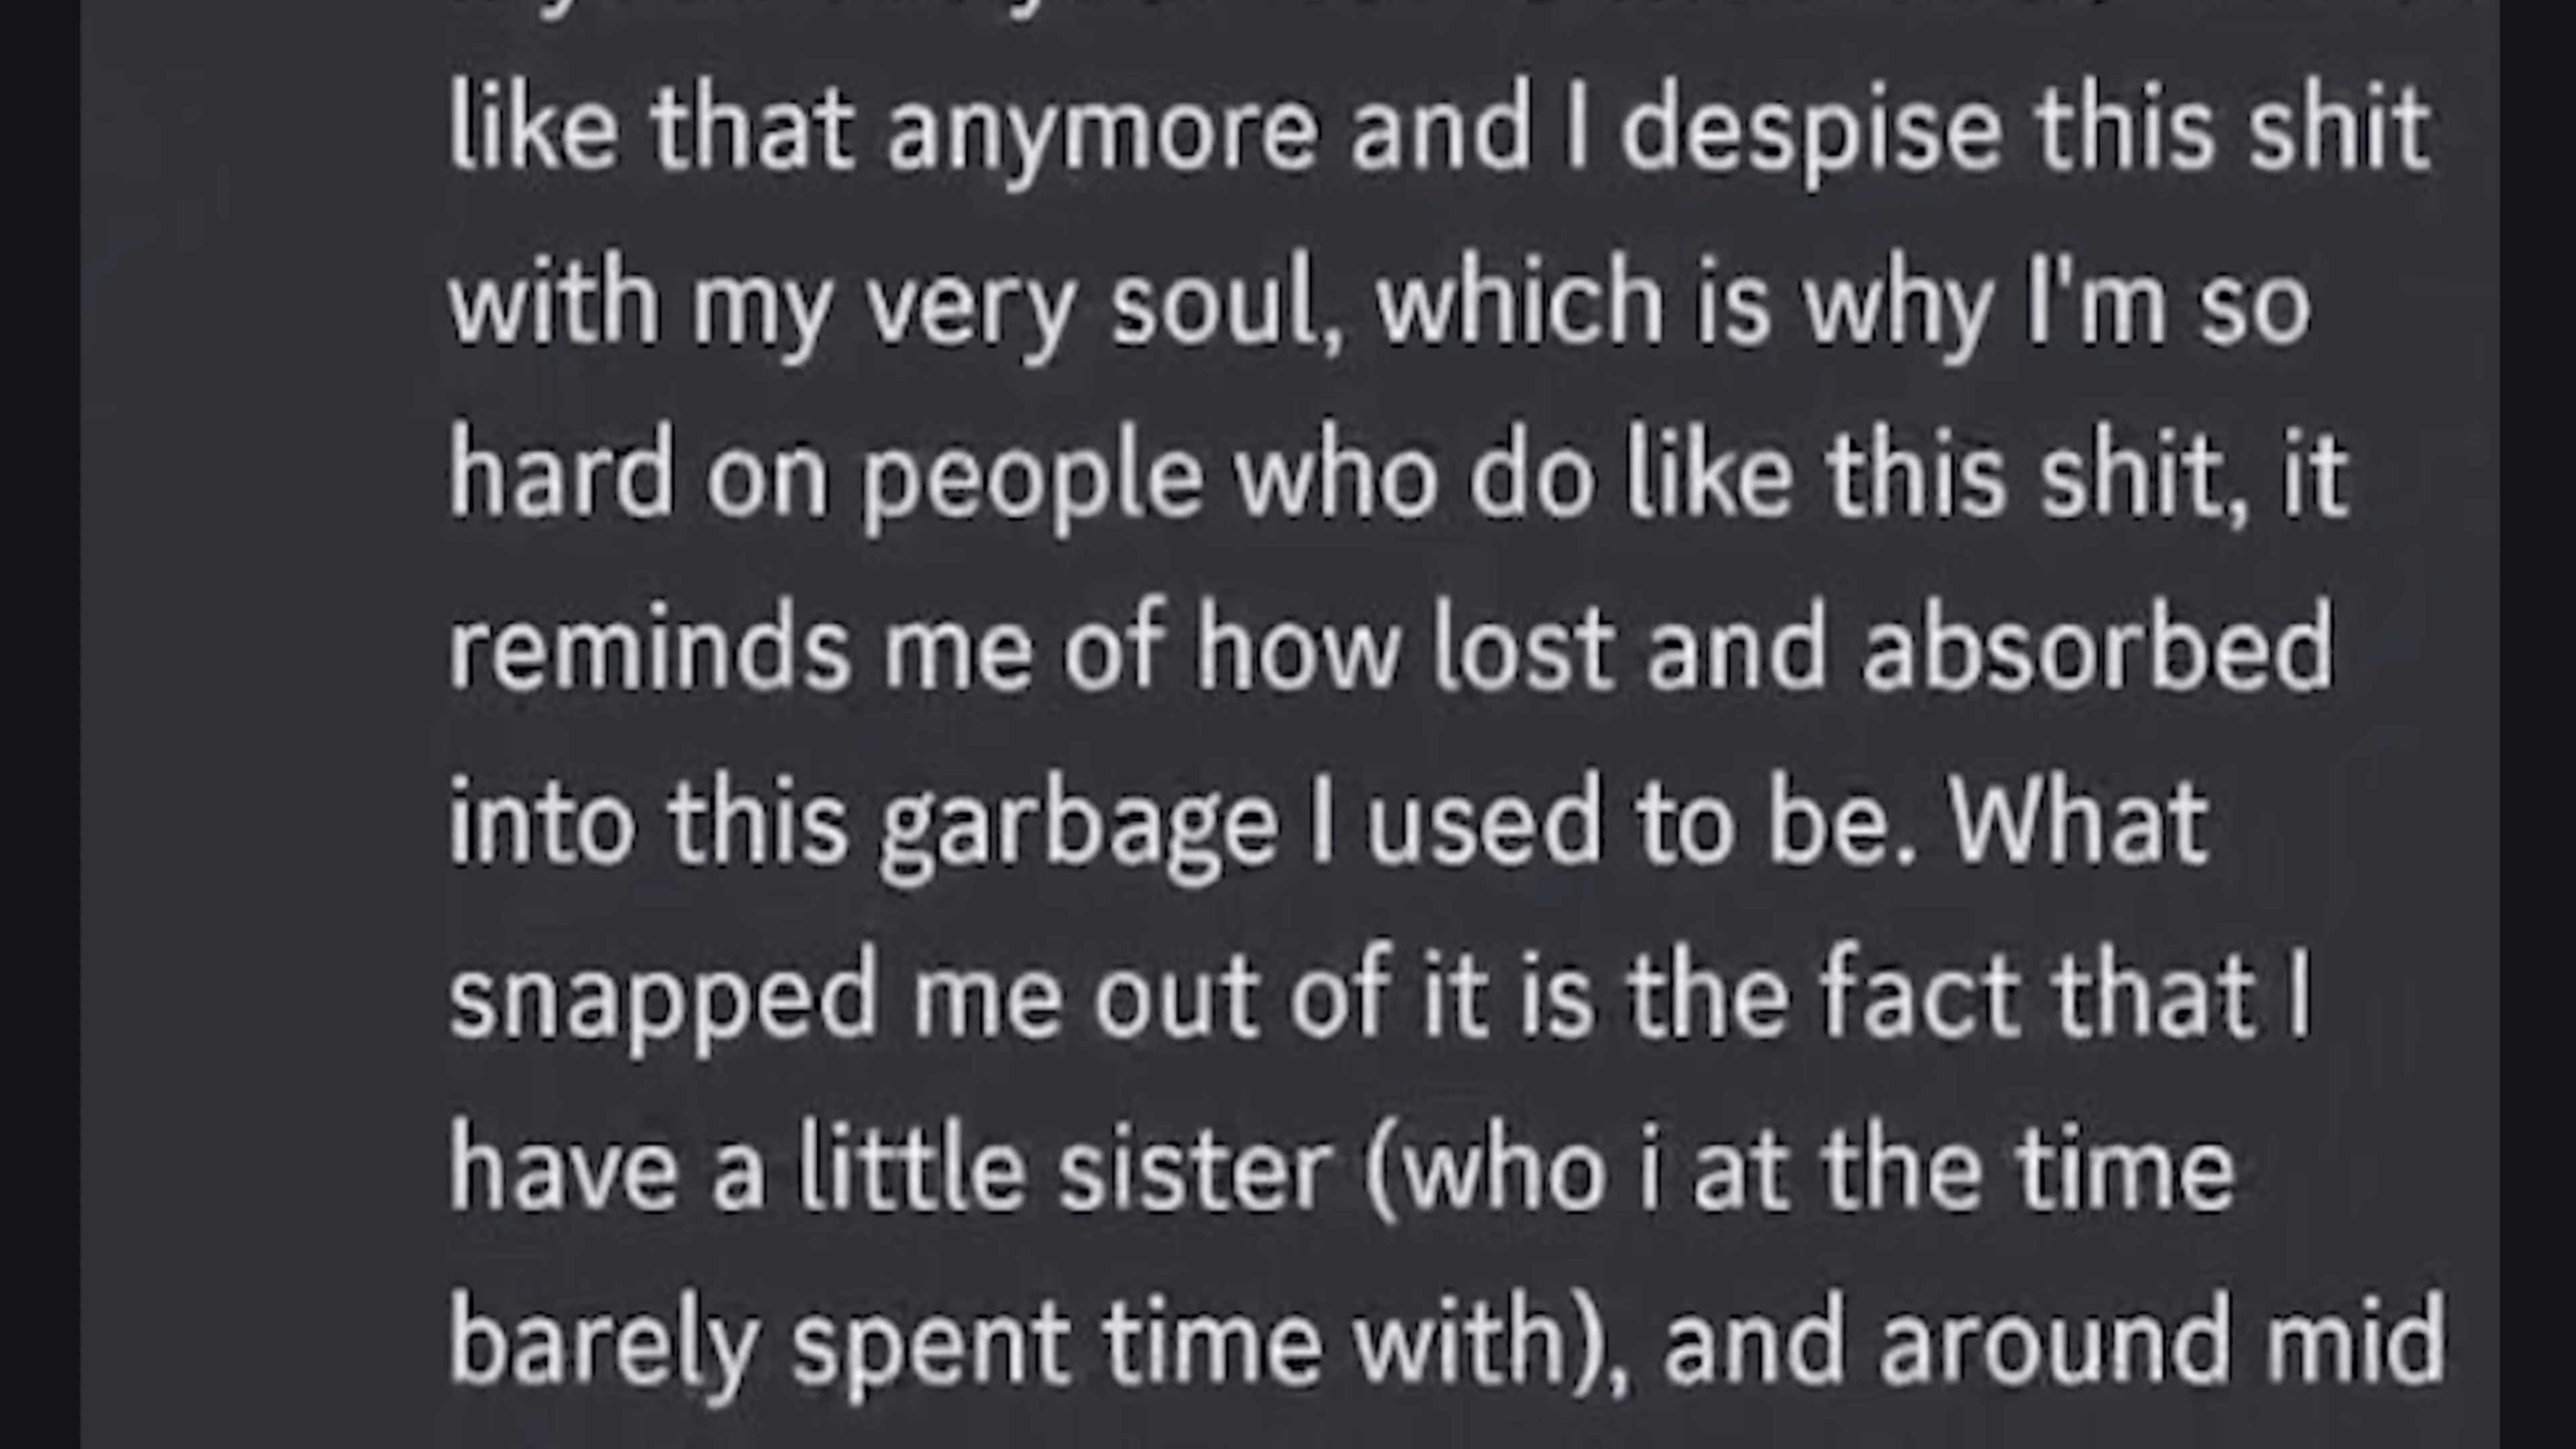 like that anymore and I despise this shit
with my very soul, which is why I'm so
hard on people who do like this shit, it
reminds me of how lost and absorbed
into this garbage I used to be. What
snapped me out of it is the fact that I
have a little sister (who i at the time
barely spent time with), and around mid